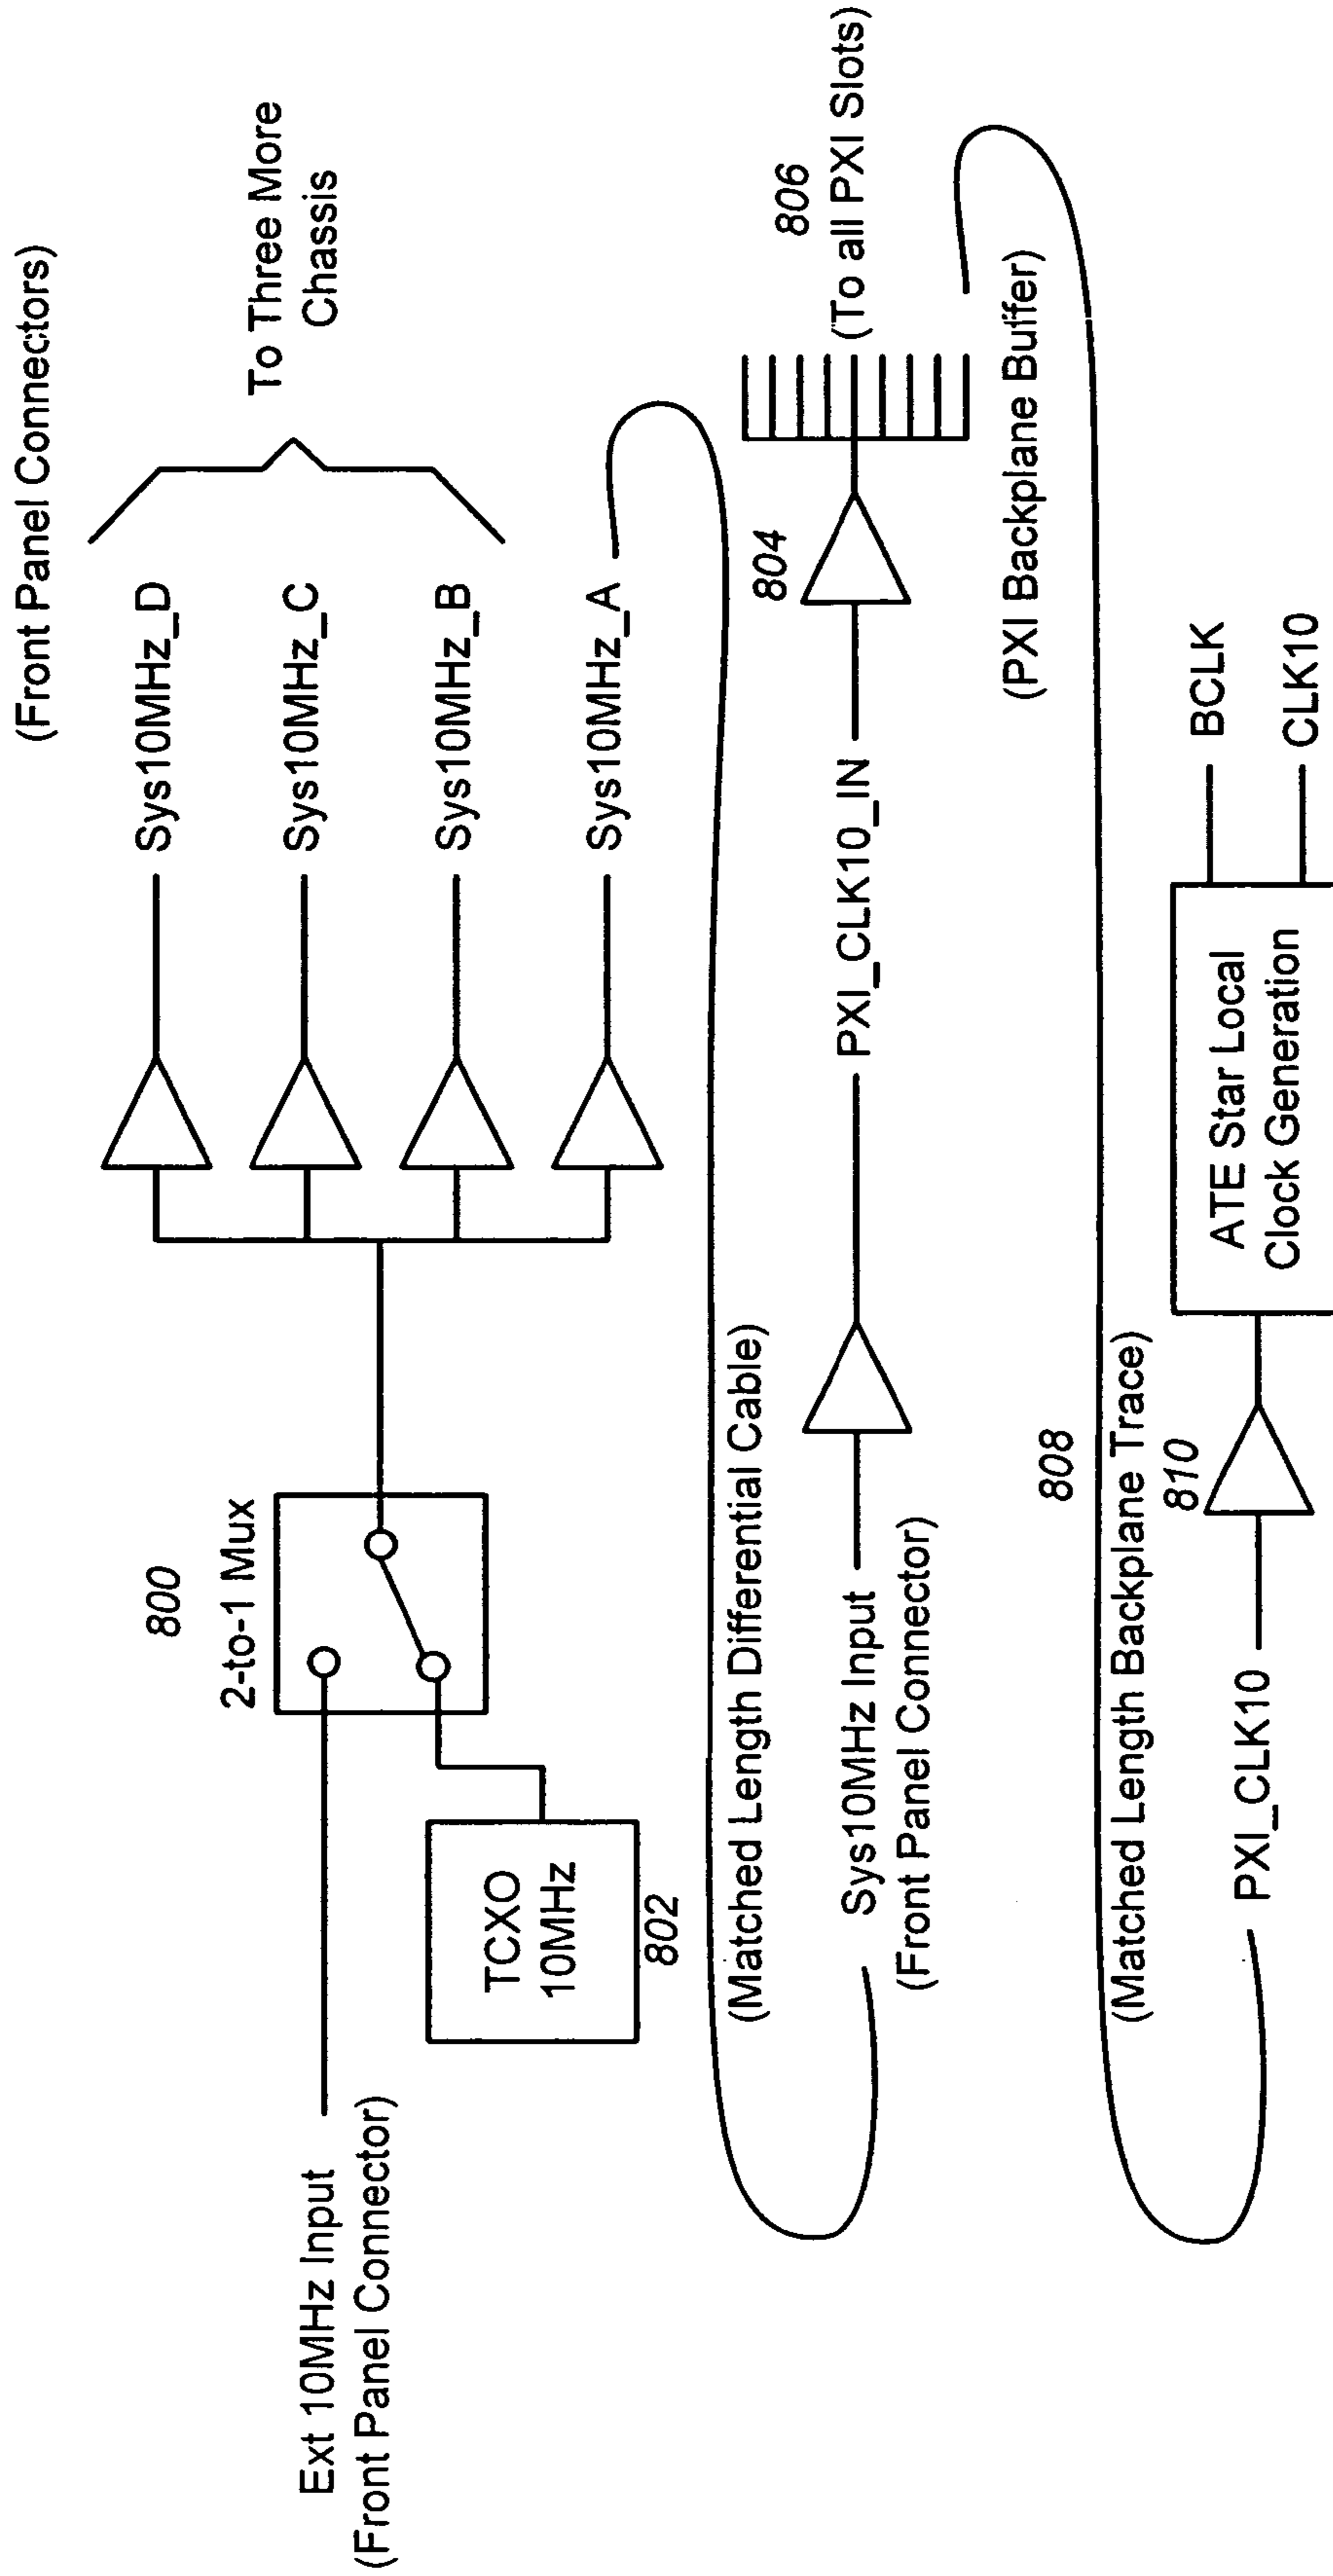 (Front Panel Connectors)
800
2-to-1 Mux
Ext 10MHz Input
(Front Panel Connector)
TCXO
10MHz
802
Sys10MHz_D
Sys10MHz_C
Sys10MHz_B
Sys10MHz_A
To Three More
Chassis
(Matched Length Differential Cable)
Sys10MHz Input
(Front Panel Connector)
PXI_CLK10_IN
804
806
(To all PXI Slots)
(PXI Backplane Buffer)
808
(Matched Length Backplane Trace)
PXI_CLK10
810
ATE Star Local
Clock Generation
BCLK
CLK10